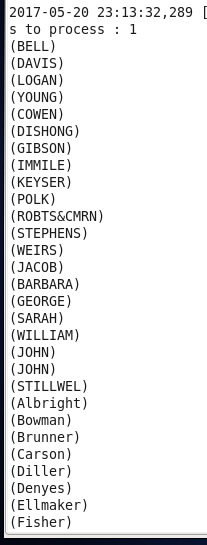 2017-05-20 23:13:32,289 [
s to process : 1
(BELL)
(DAVIS)
(LOGAN)
(YOUNG)
(COWEN)
(DISHONG)
(GIBSON)
(IMMILE)
(KEYSER)
(POLK)
(ROBTS&CMRN)
(STEPHENS)
(WEIRS)
(JACOB)
(BARBARA)
(GEORGE)
(SARAH)
(WILLIAM)
(JOHN)
(JOHN)
(STILLWEL)
(Albright)
(Bowman)
(Brunner)
(Carson)
(Diller)
(Denyes)
(Ellmaker)
(Fisher)